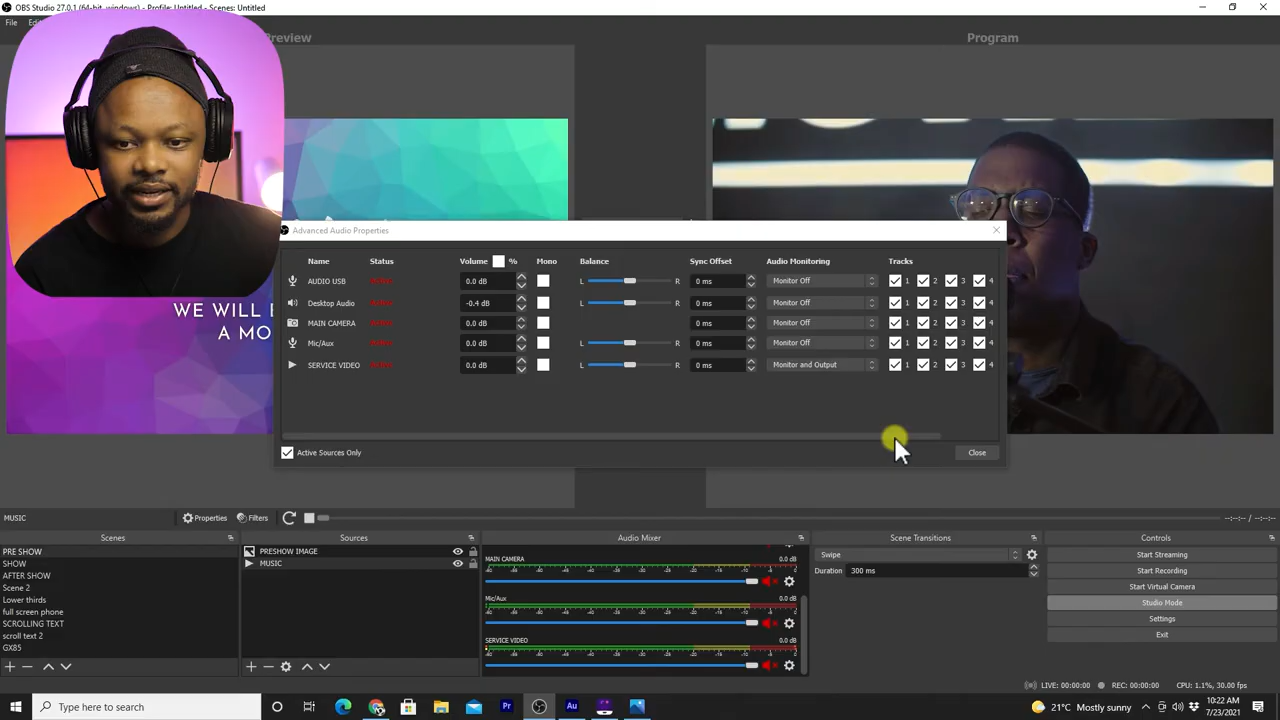 OBS Studio 27.0.1 (64-bit, windows) - Profile: Untitled - Scenes: Untitled
File
Preview
Program
WE WILL
A MO
Advanced Audio Properties
Name Status Volume % Mono Balance Sync Offset Audio Monitoring Tracks
AUDIO USB 0.0 dB L R 0 ms Monitor Off 1 2 3 4
Desktop Audio -0.4 dB L R 0 ms Monitor Off 1 2 3 4
MAIN CAMERA 0.0 dB 0 ms Monitor Off 1 2 3 4
Mic/Aux 0.0 dB L R 0 ms Monitor Off 1 2 3 4
SERVICE VIDEO 0.0 dB L R 0 ms Monitor and Output 1 2 3 4
Active Sources Only
Close
MUSIC
Properties
Filters
--:--:-- / --:--:--
Scenes
PRE SHOW
SHOW
AFTER SHOW
Scene 2
Lower thirds
full screen phone
SCROLLING TEXT
scroll text 2
GX85
Sources
PRESHOW IMAGE
MUSIC
Audio Mixer
MAIN CAMERA 0.0 dB
Mic/Aux 0.0 dB
SERVICE VIDEO 0.0 dB
Scene Transitions
Swipe
Duration 300 ms
Controls
Start Streaming
Start Recording
Start Virtual Camera
Studio Mode
Settings
Exit
LIVE: 00:00:00 REC: 00:00:00 CPU: 1.1%, 30.00 fps
Type here to search
Pr
Au
21°C Mostly sunny
10:22 AM
7/23/2021